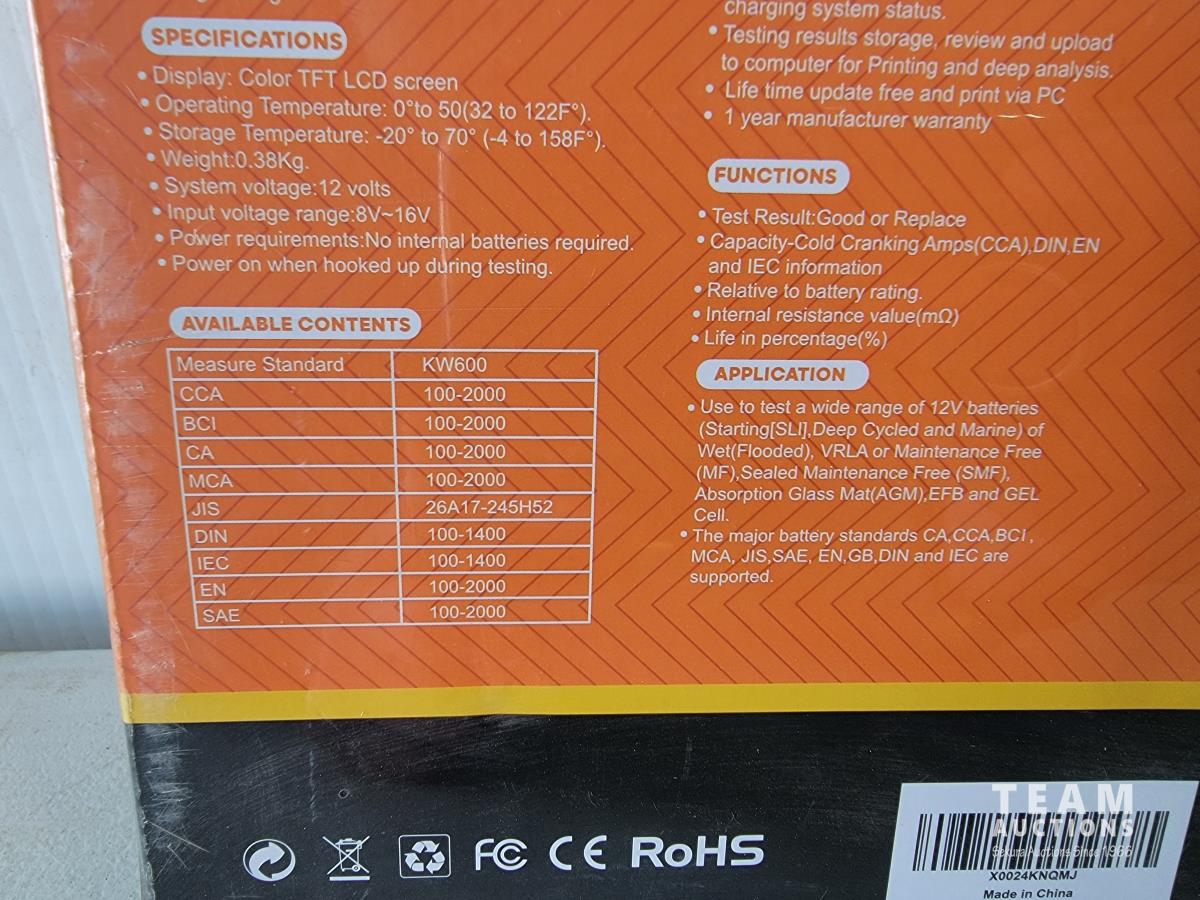 SPECIFICATIONS
• Display: Color TFT LCD screen
• Operating Temperature: 0°to 50(32 to 122F°).
• Storage Temperature: -20° to 70° (-4 to 158F°).
• Weight:0.38Kg.
• System voltage:12 volts
• Input voltage range:8V~16V
• Power requirements:No internal batteries required.
• Power on when hooked up during testing.
AVAILABLE CONTENTS
Measure Standard KW600
CCA 100-2000
BCI 100-2000
CA 100-2000
MCA 100-2000
JIS 26A17-245H52
DIN 100-1400
IEC 100-1400
EN 100-2000
SAE 100-2000
charging system status.
• Testing results storage, review and upload
to computer for Printing and deep analysis.
• Life time update free and print via PC
• 1 year manufacturer warranty
FUNCTIONS
• Test Result:Good or Replace
• Capacity-Cold Cranking Amps(CCA),DIN,EN
and IEC information
• Relative to battery rating.
• Internal resistance value(mΩ)
• Life in percentage(%)
APPLICATION
• Use to test a wide range of 12V batteries
(Starting[SLI],Deep Cycled and Marine) of
Wet(Flooded), VRLA or Maintenance Free
(MF),Sealed Maintenance Free (SMF),
Absorption Glass Mat(AGM),EFB and GEL
Cell.
• The major battery standards CA,CCA,BCI,
MCA, JIS,SAE, EN,GB,DIN and IEC are
supported.
FC CE RoHS
TEAM
AUCTIONS
Sekura Auctions Since 1966
X0024KNQMJ
Made in China